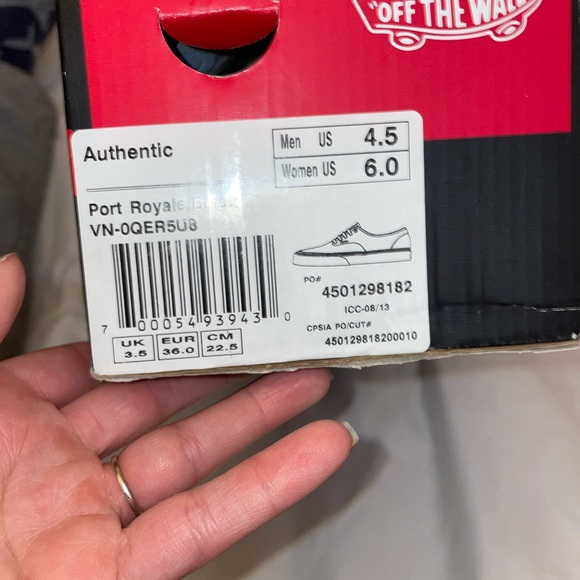 "OFF THE WALL
Authentic
Men US 4.5
Women US 6.0
Port Royale/
VN-0QER5U8
PO#
4501298182
ICC-08/13
CPSIA PO/CUT#
450129818200010
7 00054 93943 0
UK 3.5
EUR 36.0
CM 22.5